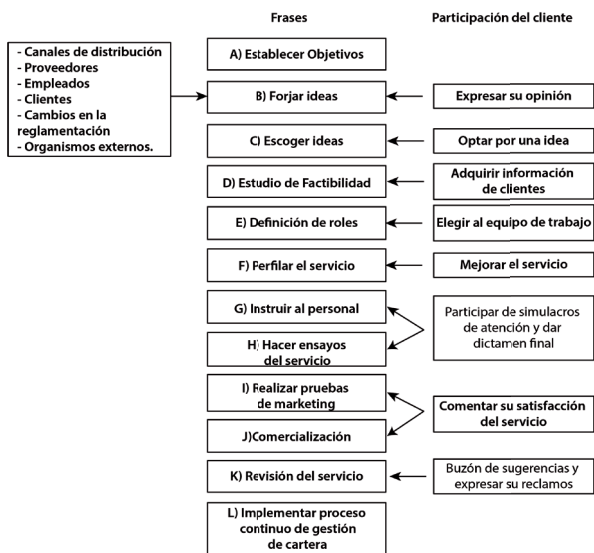 Frases
Participación del cliente
- Canales de distribución
- Proveedores
- Empleados
- Clientes
- Cambios en la
reglamentación
- Organismos externos.
A) Establecer Objetivos
B) Forjar ideas
Expresar su opinión
C) Escoger ideas
Optar por una idea
D) Estudio de Factibilidad
Adquirir información
de clientes
E) Definición de roles
Elegir al equipo de trabajo
F) Perfilar el servicio
Mejorar el servicio
G) Instruir al personal
H) Hacer ensayos
del servicio
Participar de simulacros
de atención y dar
dictamen final
I) Realizar pruebas
de marketing
J)Comercialización
Comentar su satisfacción
del servicio
K) Revisión del servicio
Buzón de sugerencias y
expresar su reclamos
L) Implementar proceso
continuo de gestión
de cartera